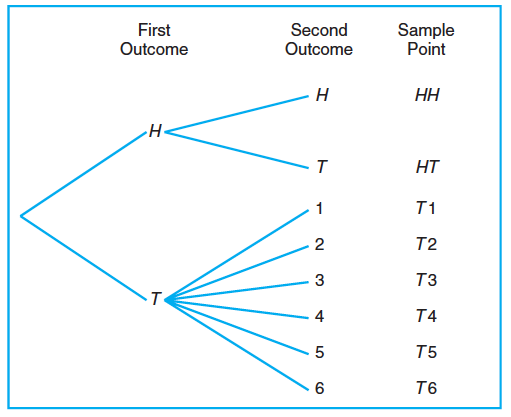 First Second Sample
Outcome Outcome Point
H HH
H
T HT
1 T1
2 T2
3 T3
T
4 T4
5 T5
6 T6